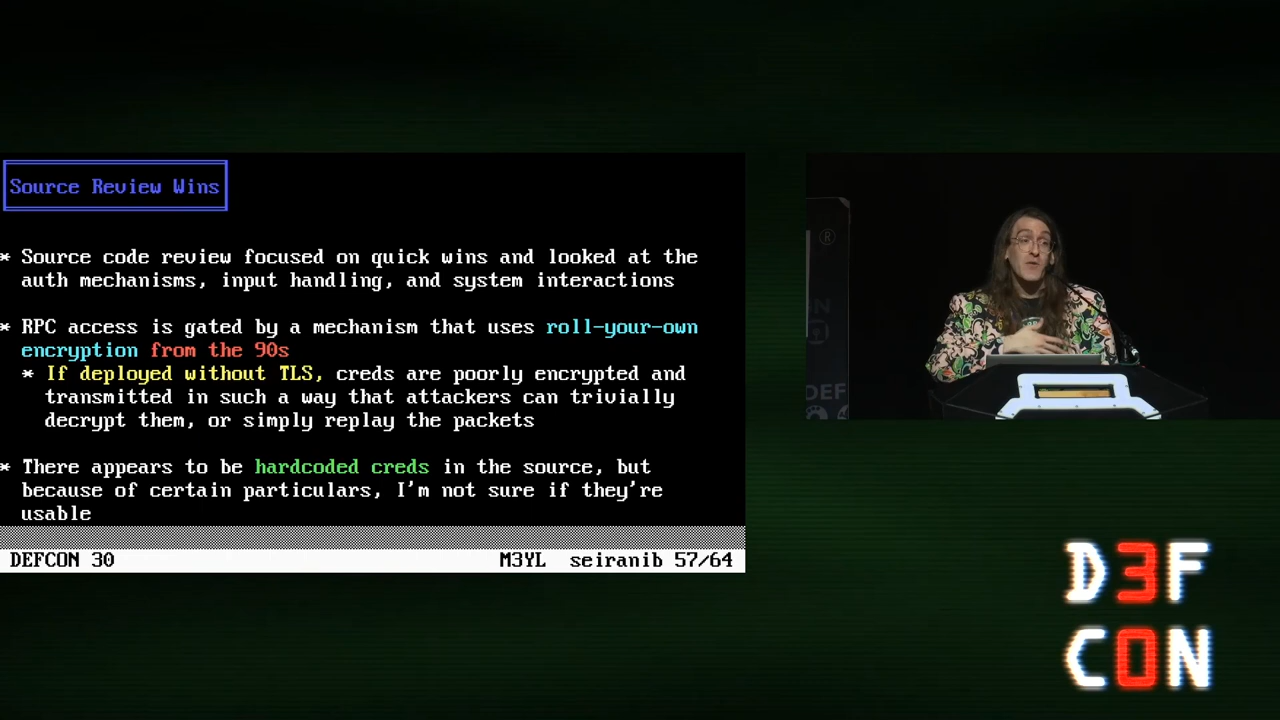 Source Review Wins
* Source code review focused on quick wins and looked at the
auth mechanisms, input handling, and system interactions
* RPC access is gated by a mechanism that uses roll-your-own
encryption from the 90s
* If deployed without TLS, creds are poorly encrypted and
transmitted in such a way that attackers can trivially
decrypt them, or simply replay the packets
* There appears to be hardcoded creds in the source, but
because of certain particulars, I'm not sure if they're
usable
DEFCON 30 M3YL seiranib 57/64
®
DEF
D3F
C0N